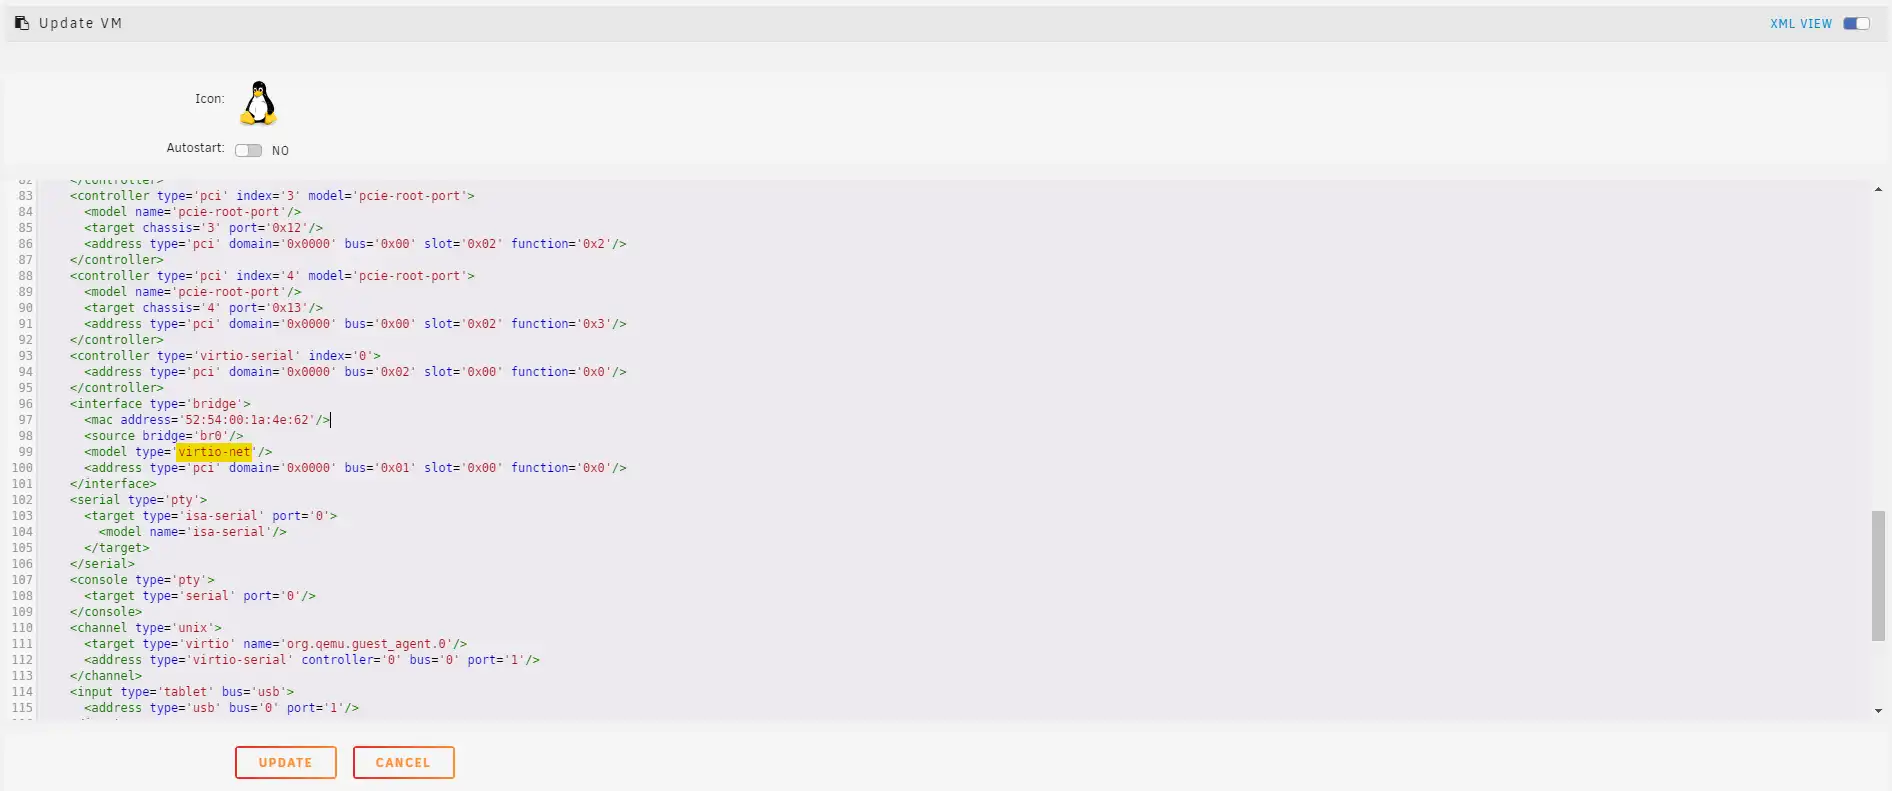 Update VM
XML VIEW
Icon:
Autostart: NO
82 </controller>
83 <controller type='pci' index='3' model='pcie-root-port'>
84 <model name='pcie-root-port'/>
85 <target chassis='3' port='0x12'/>
86 <address type='pci' domain='0x0000' bus='0x00' slot='0x02' function='0x2'/>
87 </controller>
88 <controller type='pci' index='4' model='pcie-root-port'>
89 <model name='pcie-root-port'/>
90 <target chassis='4' port='0x13'/>
91 <address type='pci' domain='0x0000' bus='0x00' slot='0x02' function='0x3'/>
92 </controller>
93 <controller type='virtio-serial' index='0'>
94 <address type='pci' domain='0x0000' bus='0x02' slot='0x00' function='0x0'/>
95 </controller>
96 <interface type='bridge'>
97 <mac address='52:54:00:1a:4e:62'/>
98 <source bridge='br0'/>
99 <model type='virtio-net'/>
100 <address type='pci' domain='0x0000' bus='0x01' slot='0x00' function='0x0'/>
101 </interface>
102 <serial type='pty'>
103 <target type='isa-serial' port='0'>
104 <model name='isa-serial'/>
105 </target>
106 </serial>
107 <console type='pty'>
108 <target type='serial' port='0'/>
109 </console>
110 <channel type='unix'>
111 <target type='virtio' name='org.qemu.guest_agent.0'/>
112 <address type='virtio-serial' controller='0' bus='0' port='1'/>
113 </channel>
114 <input type='tablet' bus='usb'>
115 <address type='usb' bus='0' port='1'/>
UPDATE CANCEL